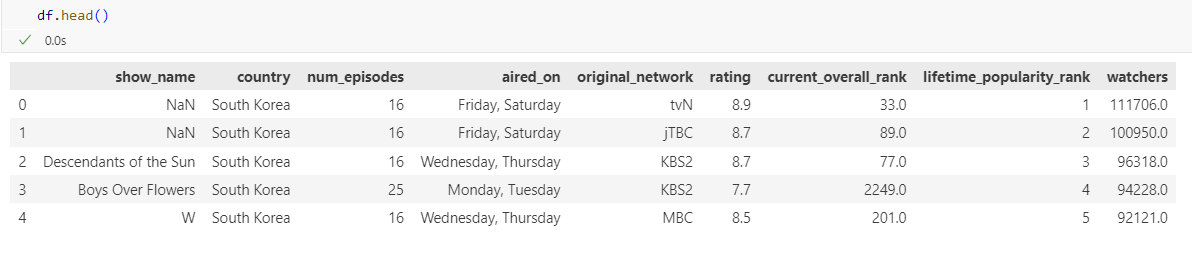 df.head()
0.0s
show_name country num_episodes aired_on original_network rating current_overall_rank lifetime_popularity_rank watchers
0 NaN South Korea 16 Friday, Saturday tvN 8.9 33.0 1 111706.0
1 NaN South Korea 16 Friday, Saturday jTBC 8.7 89.0 2 100950.0
2 Descendants of the Sun South Korea 16 Wednesday, Thursday KBS2 8.7 77.0 3 96318.0
3 Boys Over Flowers South Korea 25 Monday, Tuesday KBS2 7.7 2249.0 4 94228.0
4 W South Korea 16 Wednesday, Thursday MBC 8.5 201.0 5 92121.0